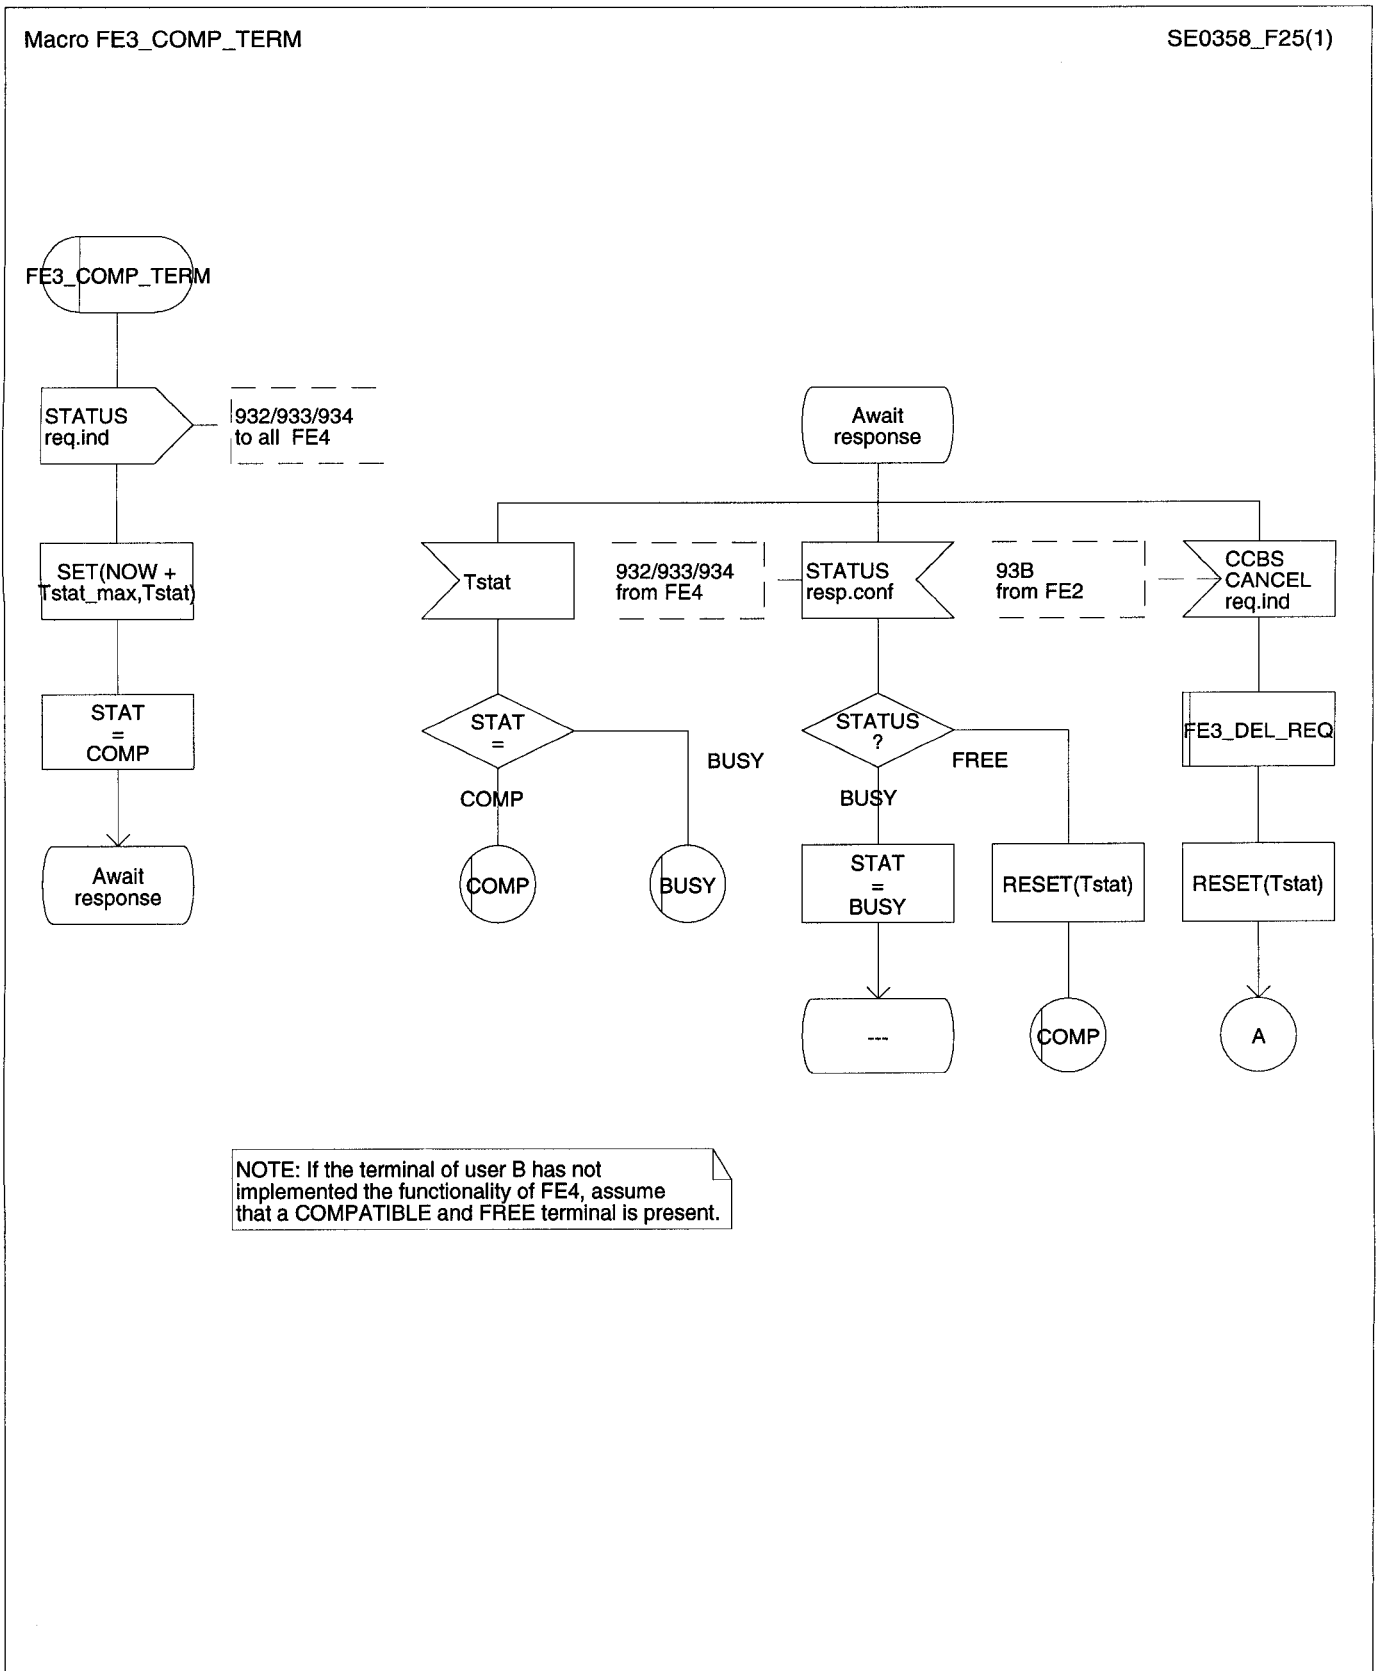 Macro FE3_COMP_TERM
SE0358_F25(1)
FE3_COMP_TERM
STATUS
req.ind
932/933/934
to all FE4
SET(NOW +
Tstat_max,Tstat)
STAT
=
COMP
Await
response
Await
response
Tstat
932/933/934
from FE4
STATUS
resp.conf
93B
from FE2
CCBS
CANCEL
req.ind
STAT
=
BUSY
COMP
STATUS
?
FREE
BUSY
FE3_DEL_REQ
COMP
BUSY
STAT
=
BUSY
RESET(Tstat)
RESET(Tstat)
---
COMP
A
NOTE: If the terminal of user B has not
implemented the functionality of FE4, assume
that a COMPATIBLE and FREE terminal is present.